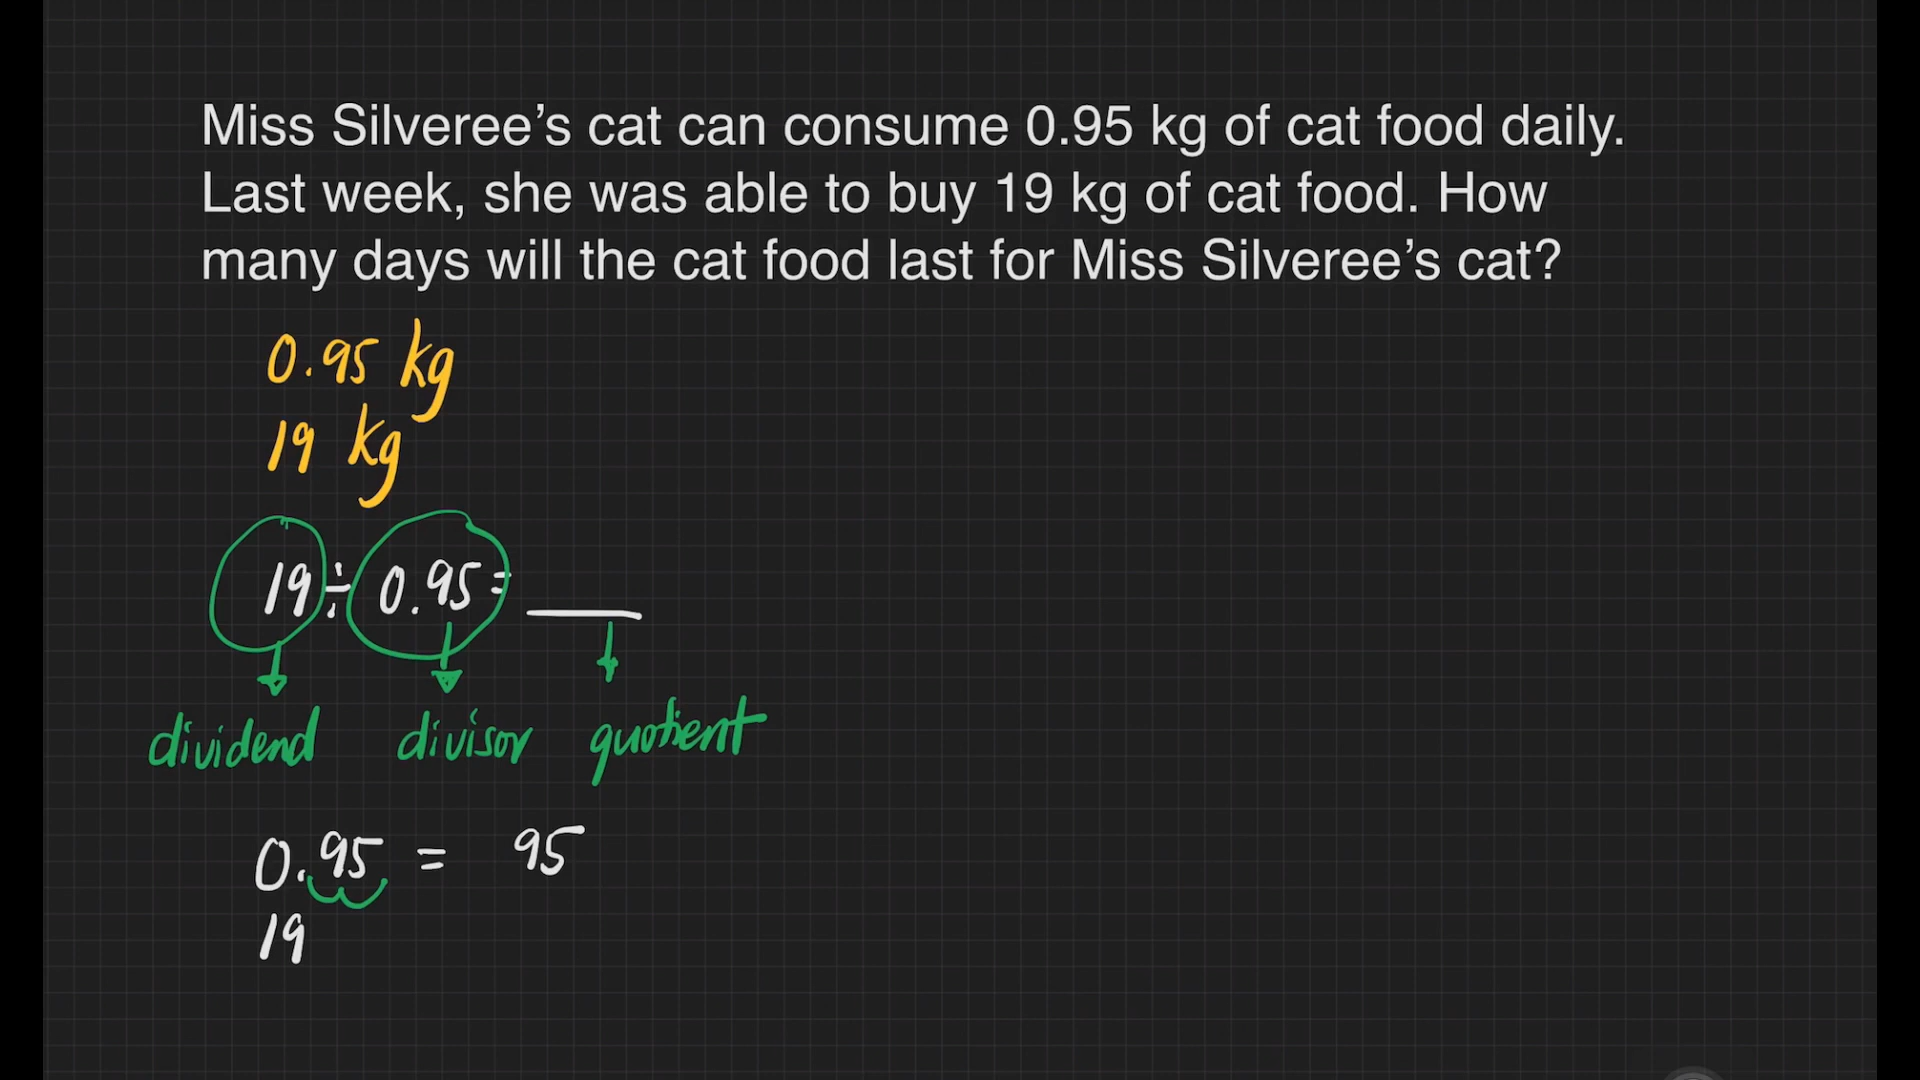 Miss Silveree’s cat can consume 0.95 kg of cat food daily.
Last week, she was able to buy 19 kg of cat food. How
many days will the cat food last for Miss Silveree’s cat?
0.95 kg
19 kg
19 ÷ 0.95 = ___
dividend divisor quotient
0.95 = 95
19